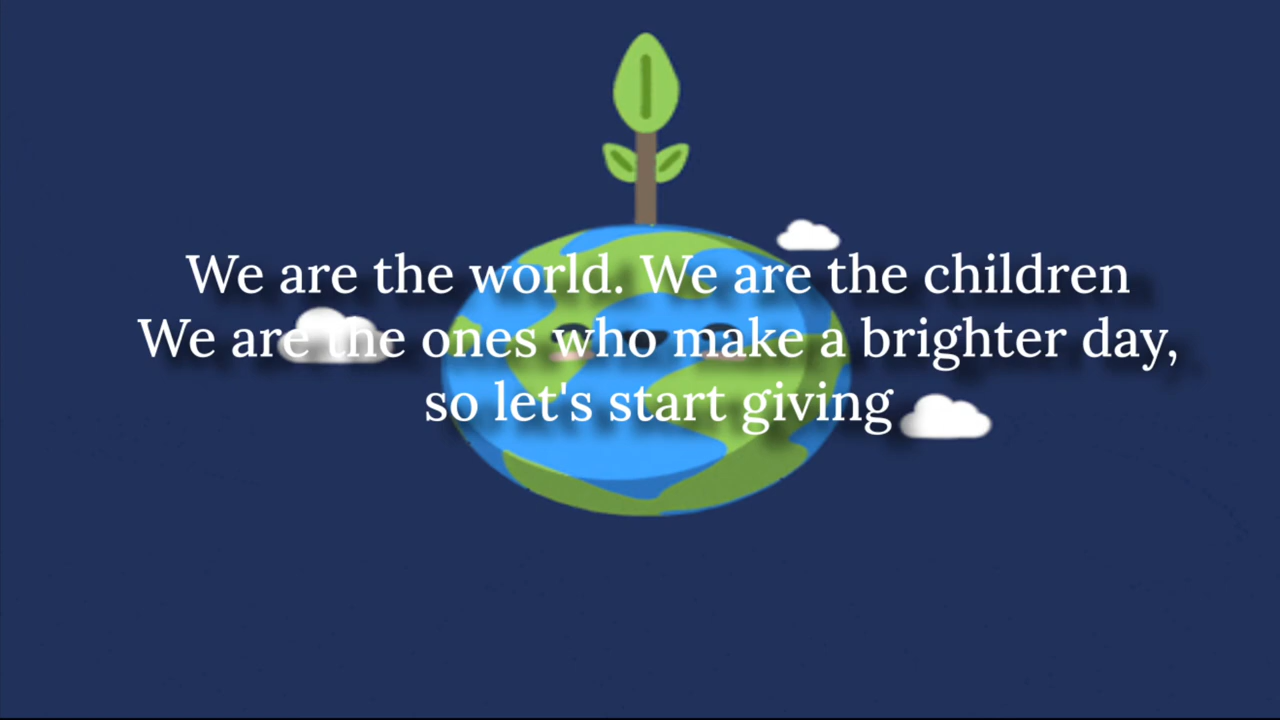 We are the world. We are the children
We are the ones who make a brighter day,
so let's start giving